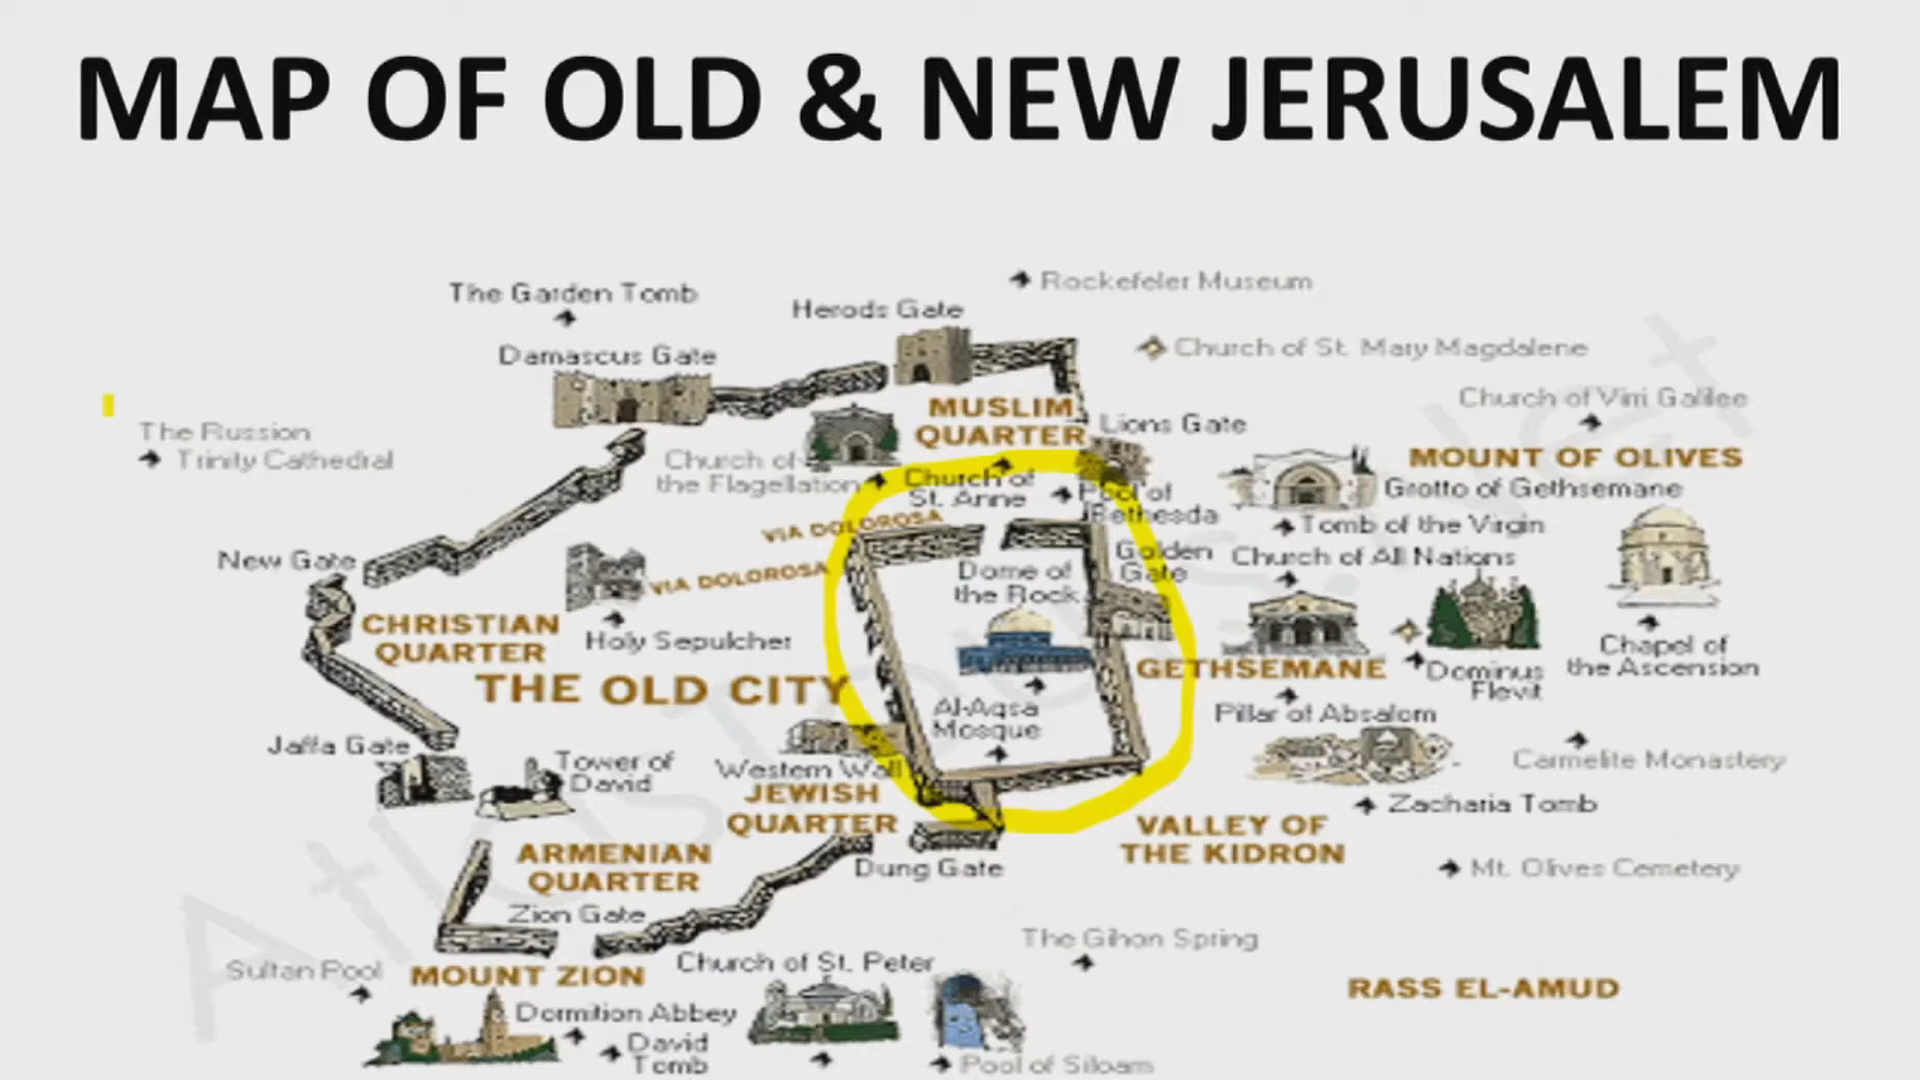 MAP OF OLD & NEW JERUSALEM
Rockefeler Museum
The Garden Tomb
Herods Gate
Damascus Gate
Church of St. Mary Magdalene
Church of Viri Galilee
MUSLIM
QUARTER
Lions Gate
The Russion
Trinity Cathedral
Church of
the Flagellation
MOUNT OF OLIVES
Church of
St. Anne
Pool of
Bethesda
Grotto of Gethsemane
Tomb of the Virgin
VIA DOLOROSA
New Gate
Golden
Gate
Church of All Nations
VIA DOLOROSA
Dome of
the Rock
CHRISTIAN
QUARTER
Holy Sepulcher
THE OLD CITY
GETHSEMANE
Dominus
Flevit
Chapel of
the Ascension
Al-Aqsa
Mosque
Pillar of Absalom
Jaffa Gate
Tower of
David
Western Wall
JEWISH
QUARTER
Carmelite Monastery
Zacharia Tomb
VALLEY OF
THE KIDRON
ARMENIAN
QUARTER
Dung Gate
Mt. Olives Cemetery
Zion Gate
The Gihon Spring
Sultan Pool
MOUNT ZION
Church of St. Peter
RASS EL-AMUD
Dormition Abbey
David
Tomb
Pool of Siloam